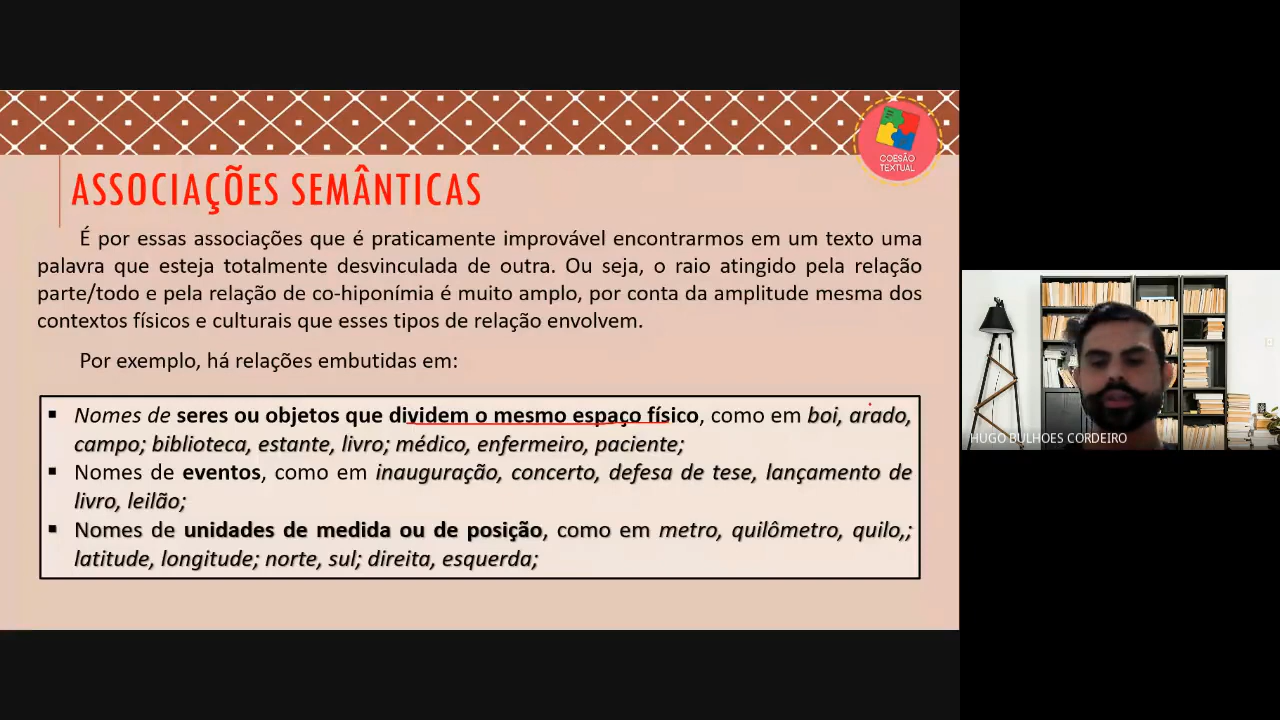 COESÃO
TEXTUAL
ASSOCIAÇÕES SEMÂNTICAS
É por essas associações que é praticamente improvável encontrarmos em um texto uma
palavra que esteja totalmente desvinculada de outra. Ou seja, o raio atingido pela relação
parte/todo e pela relação de co-hiponímia é muito amplo, por conta da amplitude mesma dos
contextos físicos e culturais que esses tipos de relação envolvem.
Por exemplo, há relações embutidas em:
▪ Nomes de seres ou objetos que dividem o mesmo espaço físico, como em boi, arado,
campo; biblioteca, estante, livro; médico, enfermeiro, paciente;
▪ Nomes de eventos, como em inauguração, concerto, defesa de tese, lançamento de
livro, leilão;
▪ Nomes de unidades de medida ou de posição, como em metro, quilômetro, quilo,;
latitude, longitude; norte, sul; direita, esquerda;
HUGO BULHOES CORDEIRO